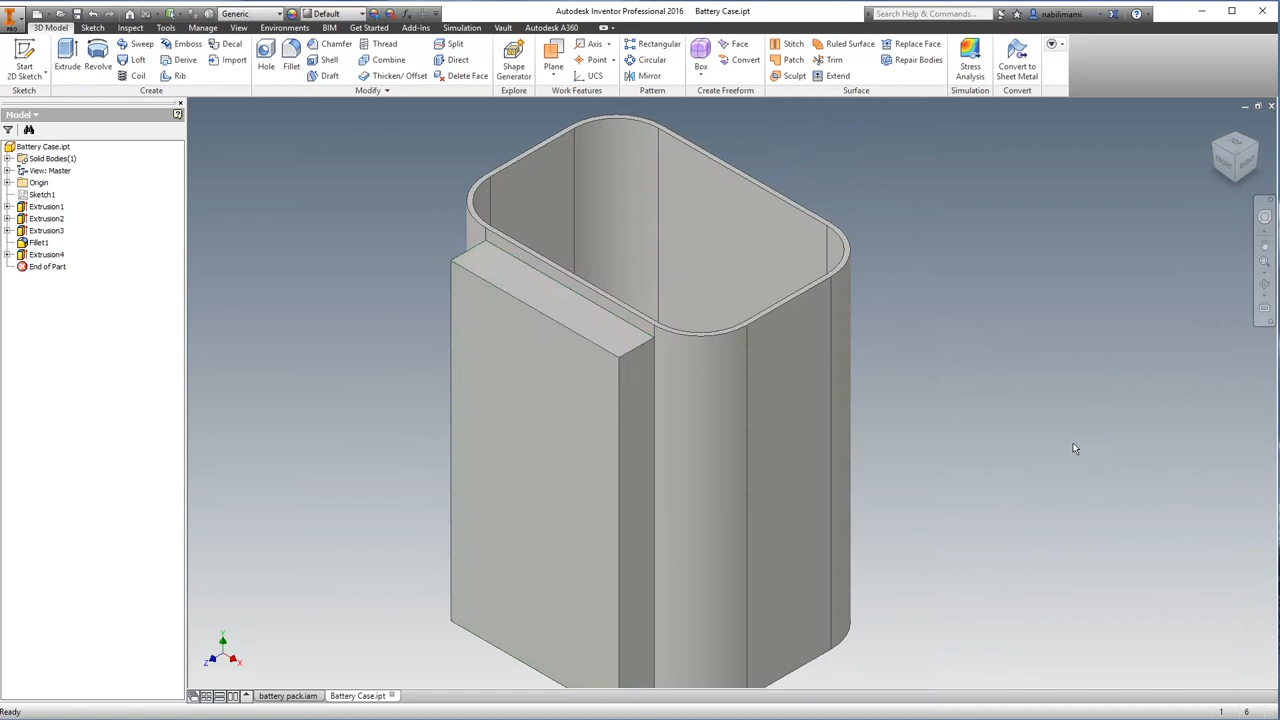 Generic Default Autodesk Inventor Professional 2016 Battery Case.ipt Search Help & Commands... nabilimami
PRO 3D Model Sketch Inspect Tools Manage View Environments BIM Get Started Add-Ins Simulation Vault Autodesk A360
Sweep Emboss Decal Chamfer Thread Split Axis Rectangular Face Stitch Ruled Surface Replace Face
Loft Derive Import Shell Combine Direct Point Circular Convert Patch Trim Repair Bodies
Start 2D Sketch Extrude Revolve Coil Rib Hole Fillet Draft Thicken/ Offset Delete Face Shape Generator Plane UCS Mirror Box Sculpt Extend Stress Analysis Convert to Sheet Metal
Sketch Create Modify Explore Work Features Pattern Create Freeform Surface Simulation Convert
Model
Battery Case.ipt
Solid Bodies(1)
View: Master
Origin
Sketch1
Extrusion1
Extrusion2
Extrusion3
Fillet1
Extrusion4
End of Part
Y
Z X
battery pack.iam Battery Case.ipt
Ready 1 6